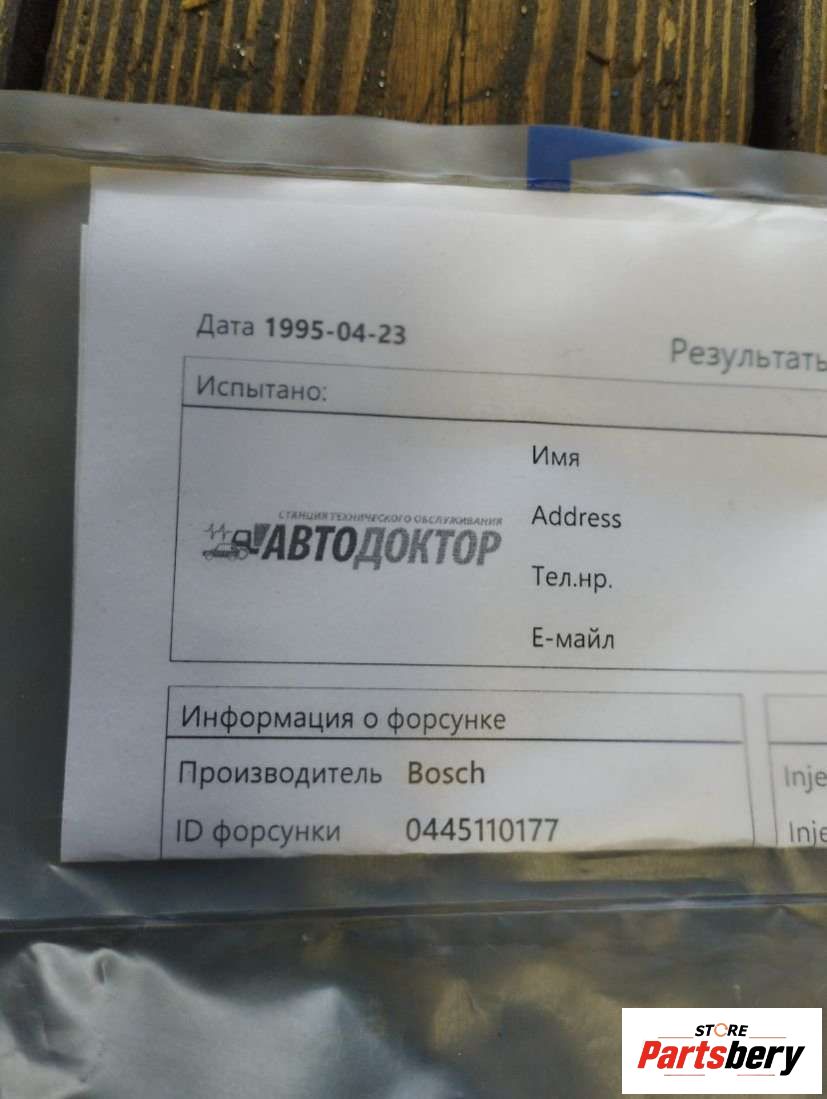 Дата 1995-04-23
Результать
Испытано:
Имя
СТАНЦИЯ ТЕХНИЧЕСКОГО ОБСЛУЖИВАНИЯ
АВТОДОКТОР
Address
Тел.нр.
Е-майл
Информация о форсунке
Производитель Bosch
Inje
ID форсунки 0445110177
Inje
STORE
Partsbery